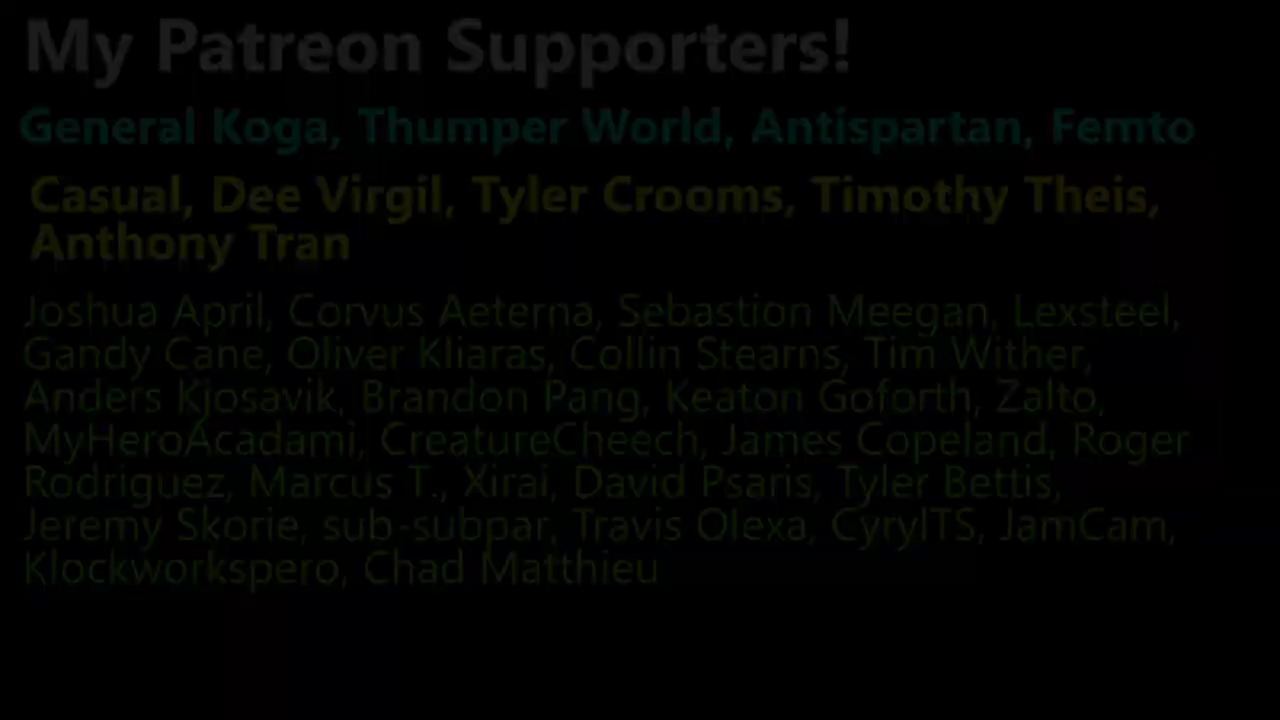 My Patreon Supporters!
General Koga, Thumper World, Antispartan, Femto
Casual, Dee Virgil, Tyler Crooms, Timothy Theis,
Anthony Tran
Joshua April, Corvus Aeterna, Sebastion Meegan, Lexsteel,
Gandy Cane, Oliver Kliaras, Collin Stearns, Tim Wither,
Anders Kjosavik, Brandon Pang, Keaton Goforth, Zalto,
MyHeroAcadami, CreatureCheech, James Copeland, Roger
Rodriguez, Marcus T., Xirai, David Psaris, Tyler Bettis,
Jeremy Skorie, sub-subpar, Travis Olexa, CyrylTS, JamCam,
Klockworkspero, Chad Matthieu